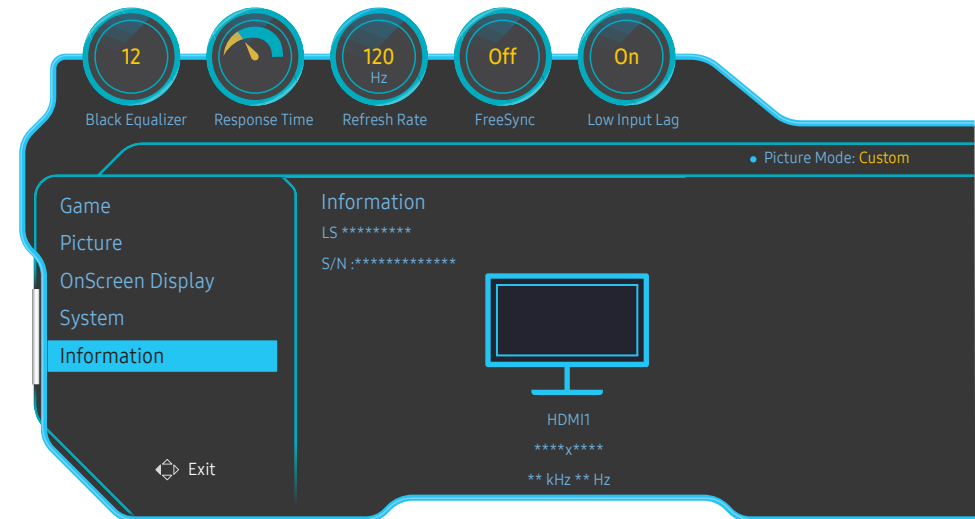 12
120
Hz
Off
On
Black Equalizer
Response Time
Refresh Rate
FreeSync
Low Input Lag
● Picture Mode: Custom
Game
Picture
OnScreen Display
System
Information
Exit
Information
LS *********
S/N :*************
HDMI1
****x****
** kHz ** Hz